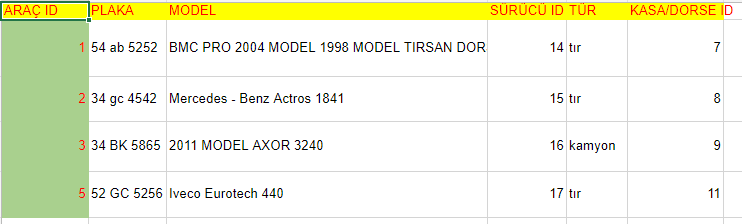 ARAÇ ID PLAKA MODEL SÜRÜCÜ ID TÜR KASA/DORSE ID
1 54 ab 5252 BMC PRO 2004 MODEL 1998 MODEL TIRSAN DOR 14 tır 7
2 34 gc 4542 Mercedes - Benz Actros 1841 15 tır 8
3 34 BK 5865 2011 MODEL AXOR 3240 16 kamyon 9
5 52 GC 5256 Iveco Eurotech 440 17 tır 11